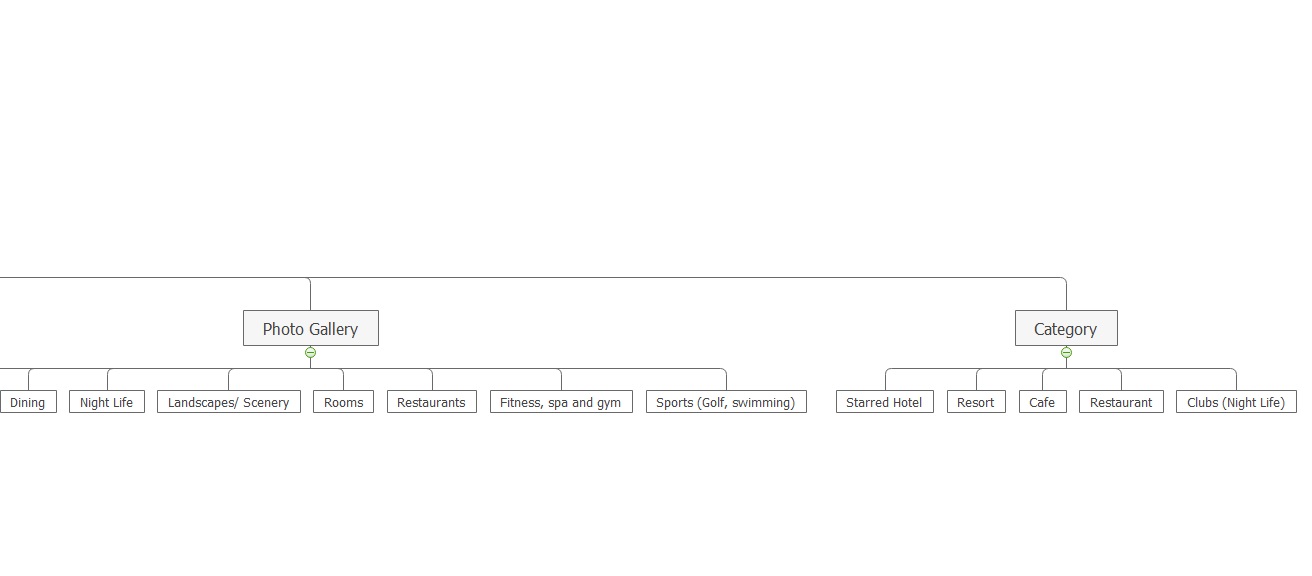 Photo Gallery
Category
Dining
Night Life
Landscapes/ Scenery
Rooms
Restaurants
Fitness, spa and gym
Sports (Golf, swimming)
Starred Hotel
Resort
Cafe
Restaurant
Clubs (Night Life)